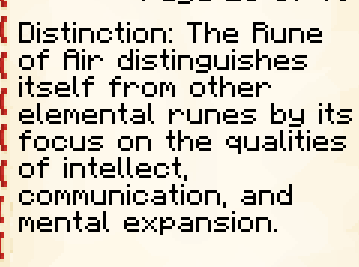 Distinction: The Rune
of Air distinguishes
itself from other
elemental runes by its
focus on the qualities
of intellect,
communication, and
mental expansion.